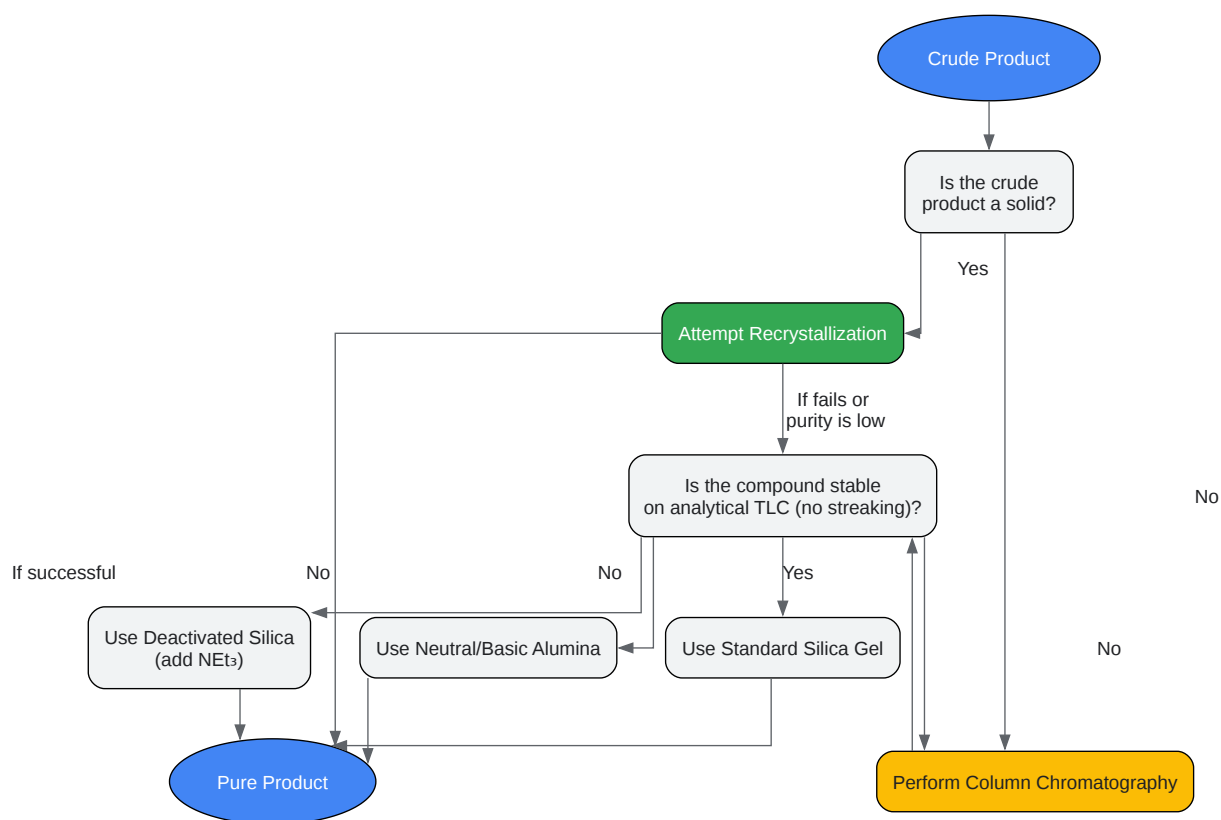 Crude Product
Is the crude
product a solid?
Yes
Attempt Recrystallization
If fails or
purity is low
Is the compound stable
on analytical TLC (no streaking)?
No
If successful
No
No
Yes
Use Deactivated Silica
(add NEt₃)
Use Neutral/Basic Alumina
Use Standard Silica Gel
No
Pure Product
Perform Column Chromatography